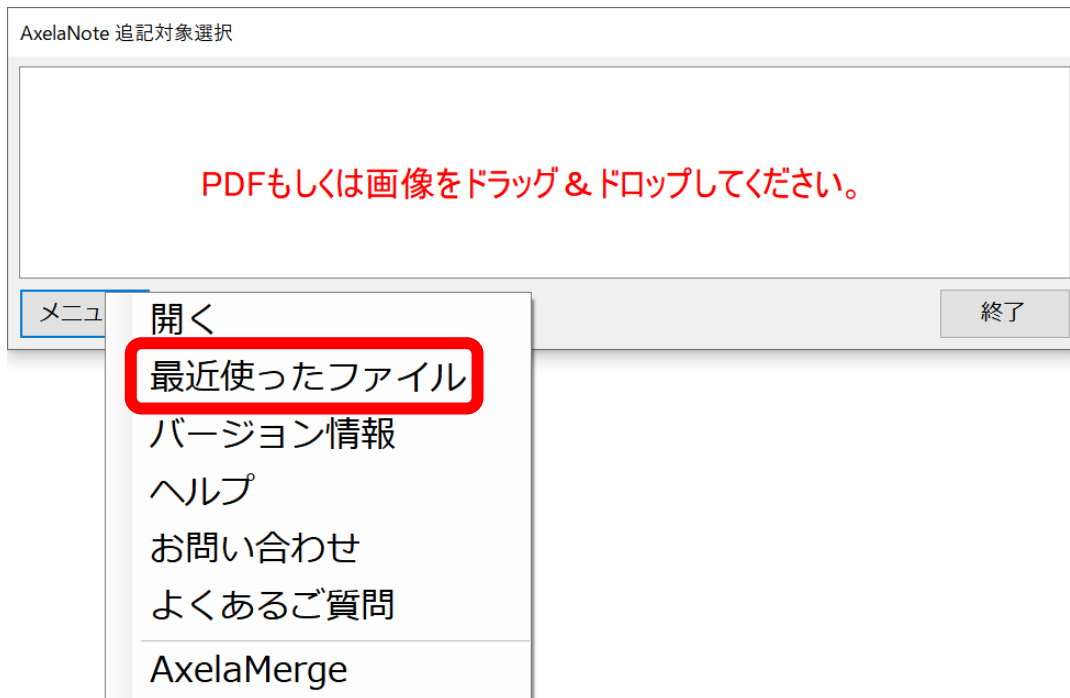 AxelaNote 追記対象選択
PDFもしくは画像をドラッグ＆ドロップしてください。
メニュ
終了
開く
最近使ったファイル
バージョン情報
ヘルプ
お問い合わせ
よくあるご質問
AxelaMerge